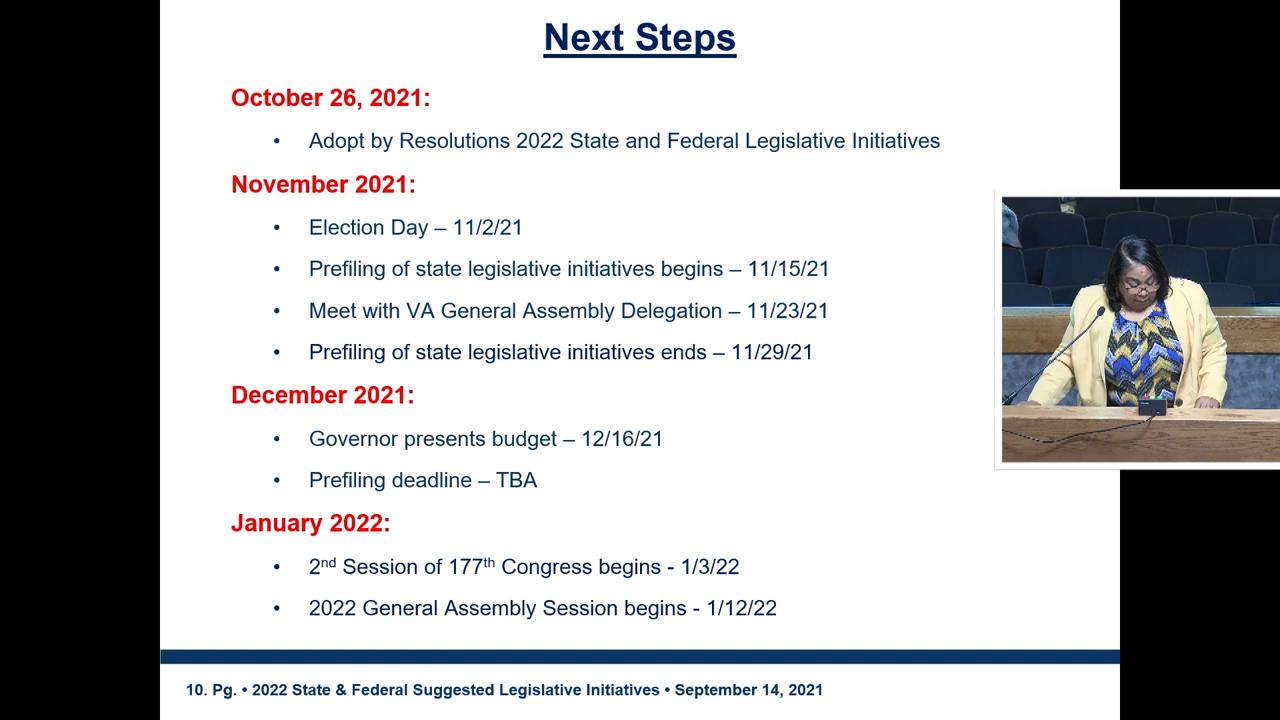 Next Steps
October 26, 2021:
• Adopt by Resolutions 2022 State and Federal Legislative Initiatives
November 2021:
• Election Day – 11/2/21
• Prefiling of state legislative initiatives begins – 11/15/21
• Meet with VA General Assembly Delegation – 11/23/21
• Prefiling of state legislative initiatives ends – 11/29/21
December 2021:
• Governor presents budget – 12/16/21
• Prefiling deadline – TBA
January 2022:
• 2nd Session of 177th Congress begins - 1/3/22
• 2022 General Assembly Session begins - 1/12/22
10. Pg. • 2022 State & Federal Suggested Legislative Initiatives • September 14, 2021